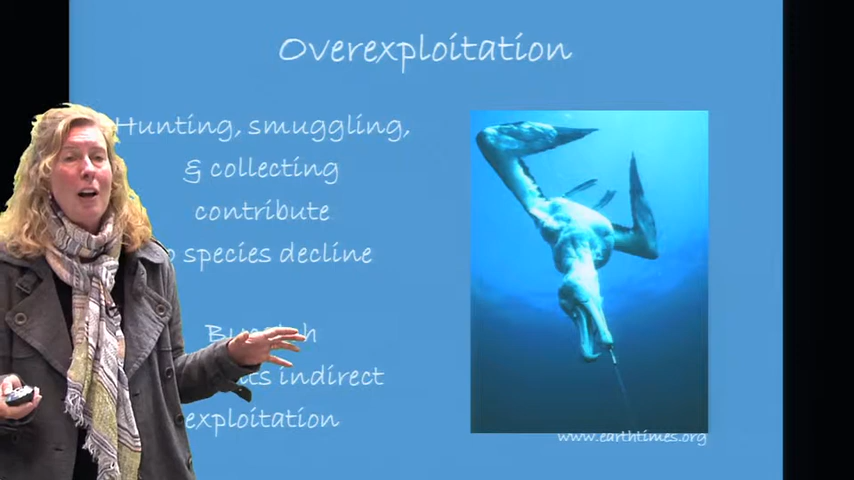 Overexploitation
Hunting, smuggling,
& collecting
contribute
species decline
indirect
exploitation
www.earthtimes.org